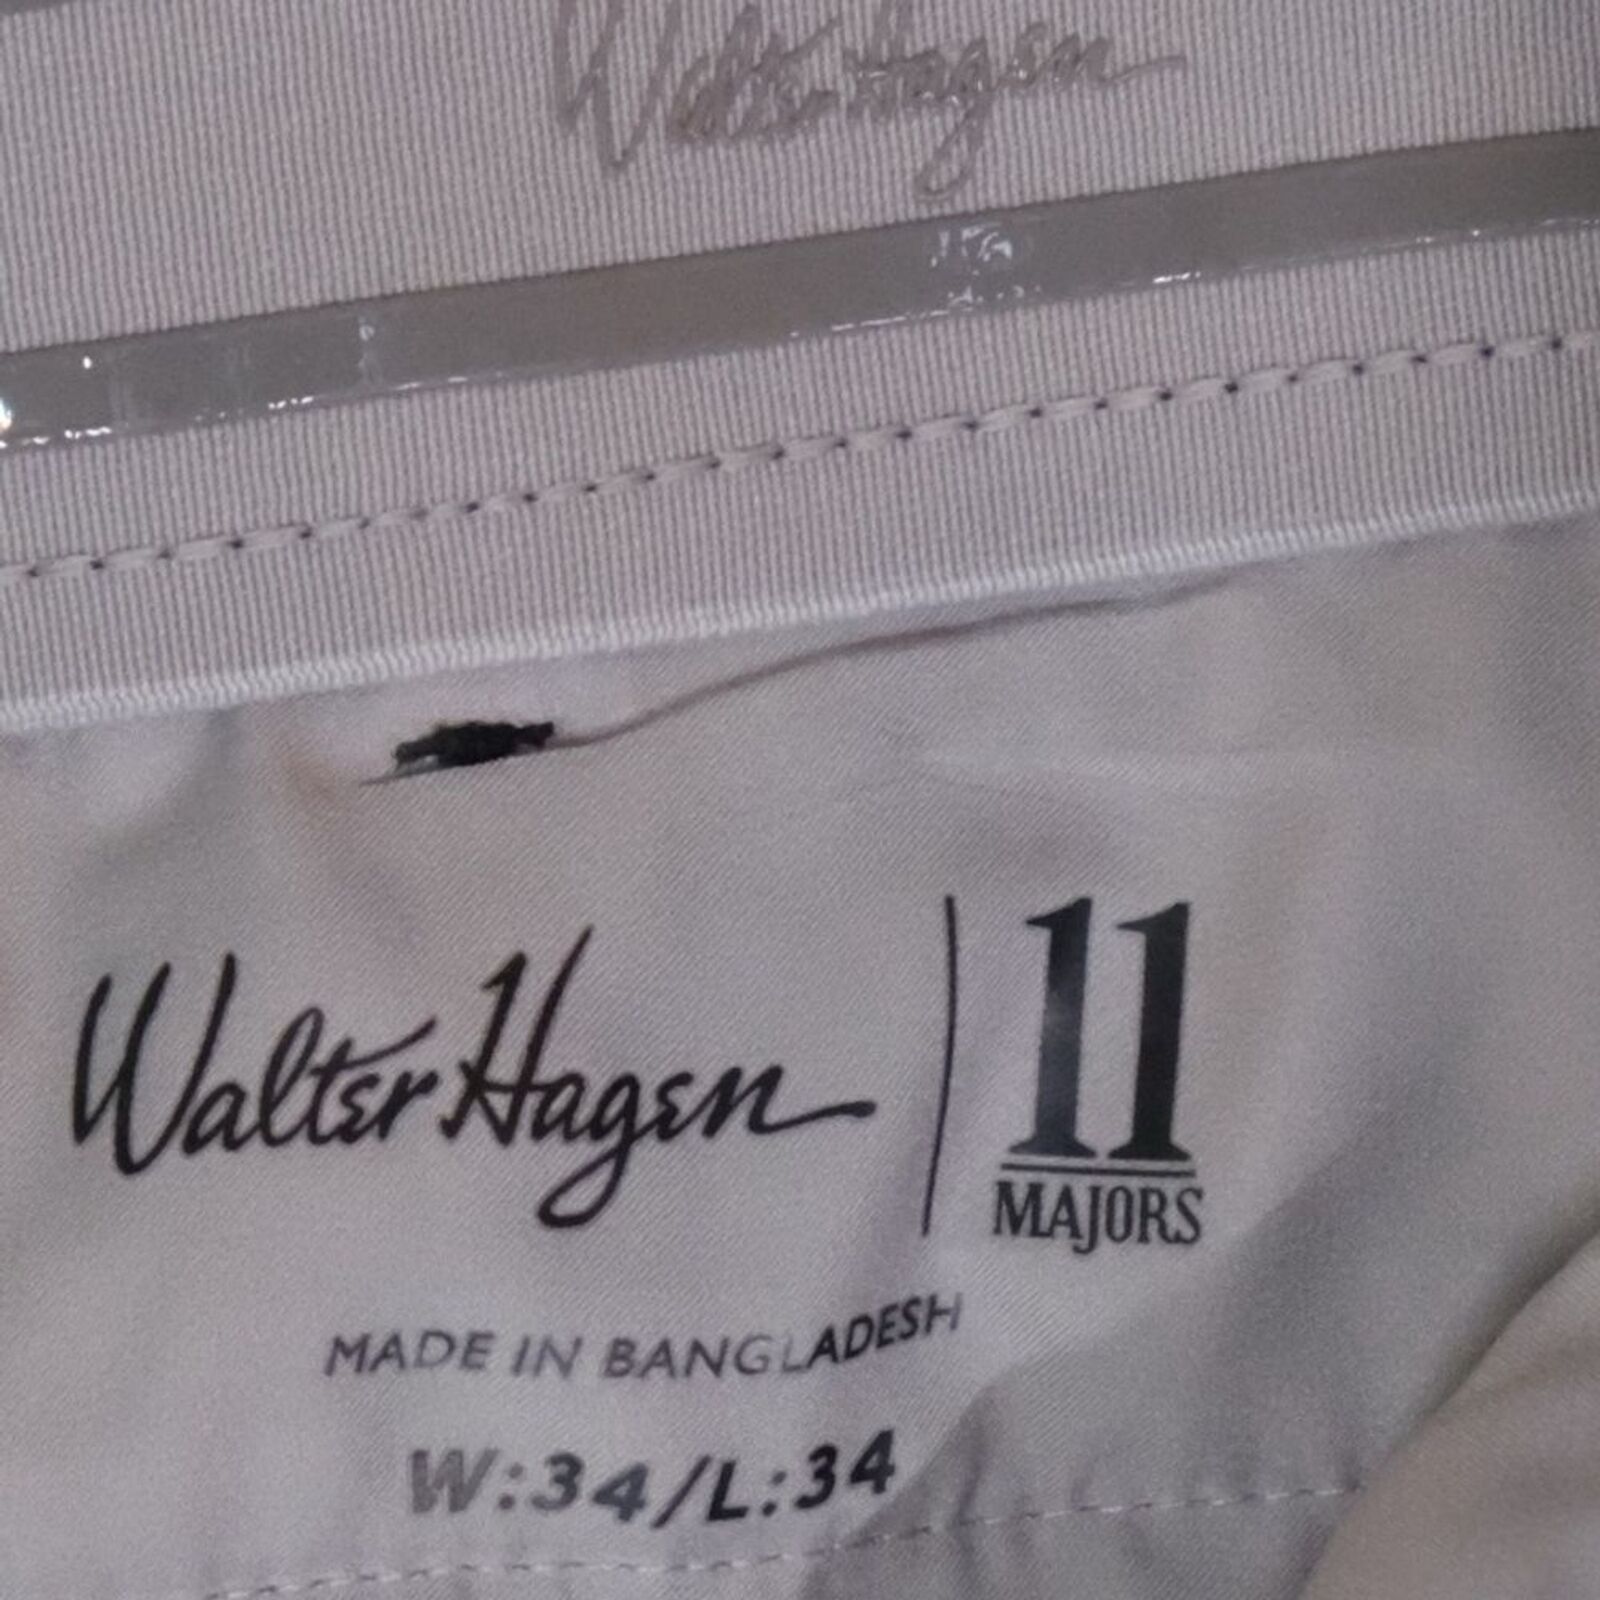 Walter Hagen
Walter Hagen
11
MAJORS
MADE IN BANGLADESH
W:34/L:34